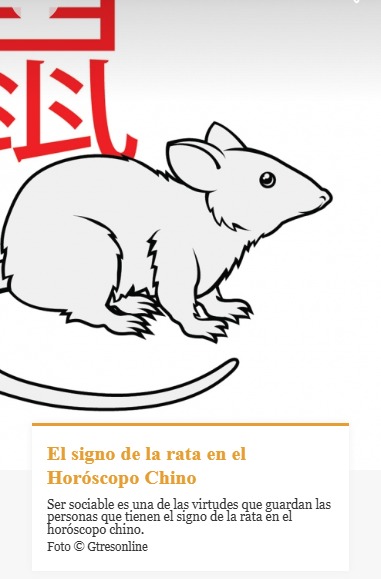 鼠
El signo de la rata en el
Horóscopo Chino
Ser sociable es una de las virtudes que guardan las
personas que tienen el signo de la rata en el
horóscopo chino.
Foto © Gtresonline